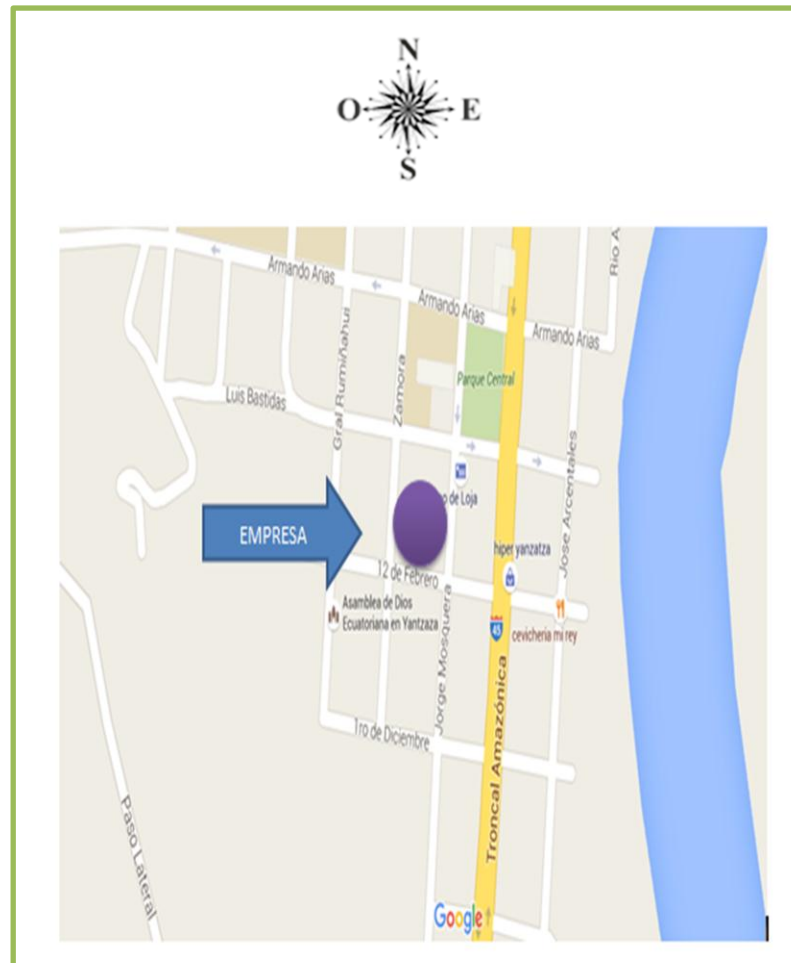 N
O E
S
Rio A
Armando Arias
Armando Arias
Armando Arias
Parque Central
Gral Rumiñahui
Zamora
Luis Bastidas
Jose Arcentales
o de Loja
EMPRESA
hiper yanzatza
12 de Febrero
Asamblea de Dios
Ecuatoriana en Yantzaza
45
cevicheria mi rey
Jorge Mosquera
Troncal Amazónica
1ro de Diciembre
Paso Lateral
Google